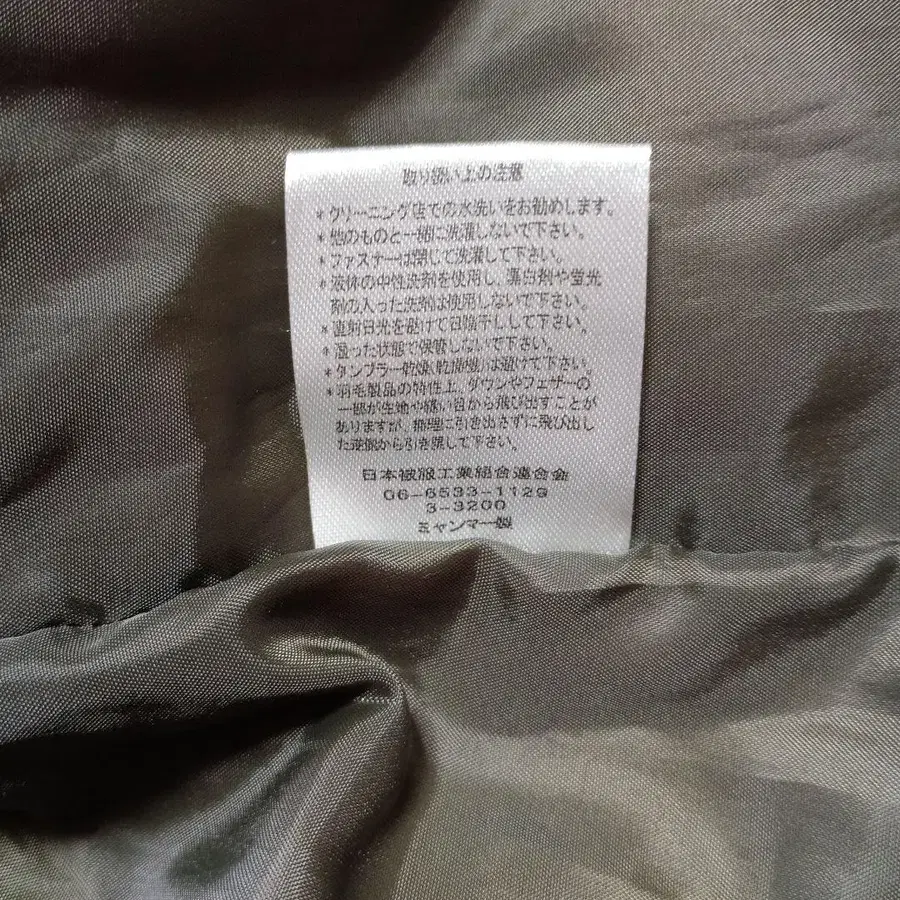 取り扱い上の注意
*クリーニング店での水洗いをお勧めします。
*他のものと一緒に洗濯しないで下さい。
*ファスナーは閉じて洗濯して下さい。
*液体の中性洗剤を使用し、漂白剤や蛍光
剤の入った洗剤は使用しないで下さい。
*直射日光を避けて日陰干しして下さい。
*湿った状態で保管しないで下さい。
*タンブラー乾燥(乾燥機)は避けて下さい。
*羽毛製品の特性上、ダウンやフェザーの
一部が生地や縫い目から飛び出すことが
ありますが、無理に引き出さずに飛び出し
た逆側から引き戻して下さい。
日本被服工業組合連合会
06-6533-1129
3-3200
ミャンマー製